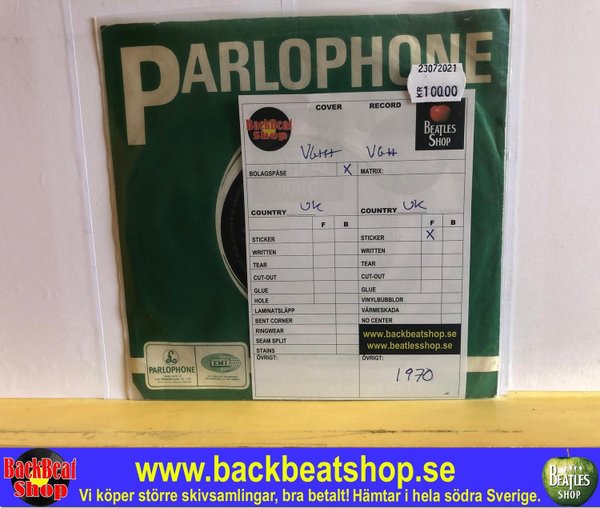 PARLOPHONE
23072021
KR 100.00
BackBeat
Shop
COVER RECORD
BEATLES
SHOP
VG++ VG++
BOLAGSPÅSE X MATRIX:
COUNTRY UK COUNTRY UK
F B F B
STICKER STICKER X
WRITTEN WRITTEN
TEAR TEAR
CUT-OUT CUT-OUT
GLUE GLUE
HOLE VINYLBUBBLOR
LAMINATSLÄPP VÄRMESKADA
BENT CORNER NO CENTER
RINGWEAR
SEAM SPLIT
STAINS
www.backbeatshop.se
www.beatlesshop.se
ÖVRIGT: ÖVRIGT:
1970
PARLOPHONE
EMI
BackBeat
Shop
www.backbeatshop.se
Vi köper större skivsamlingar, bra betalt! Hämtar i hela södra Sverige.
BEATLES
SHOP